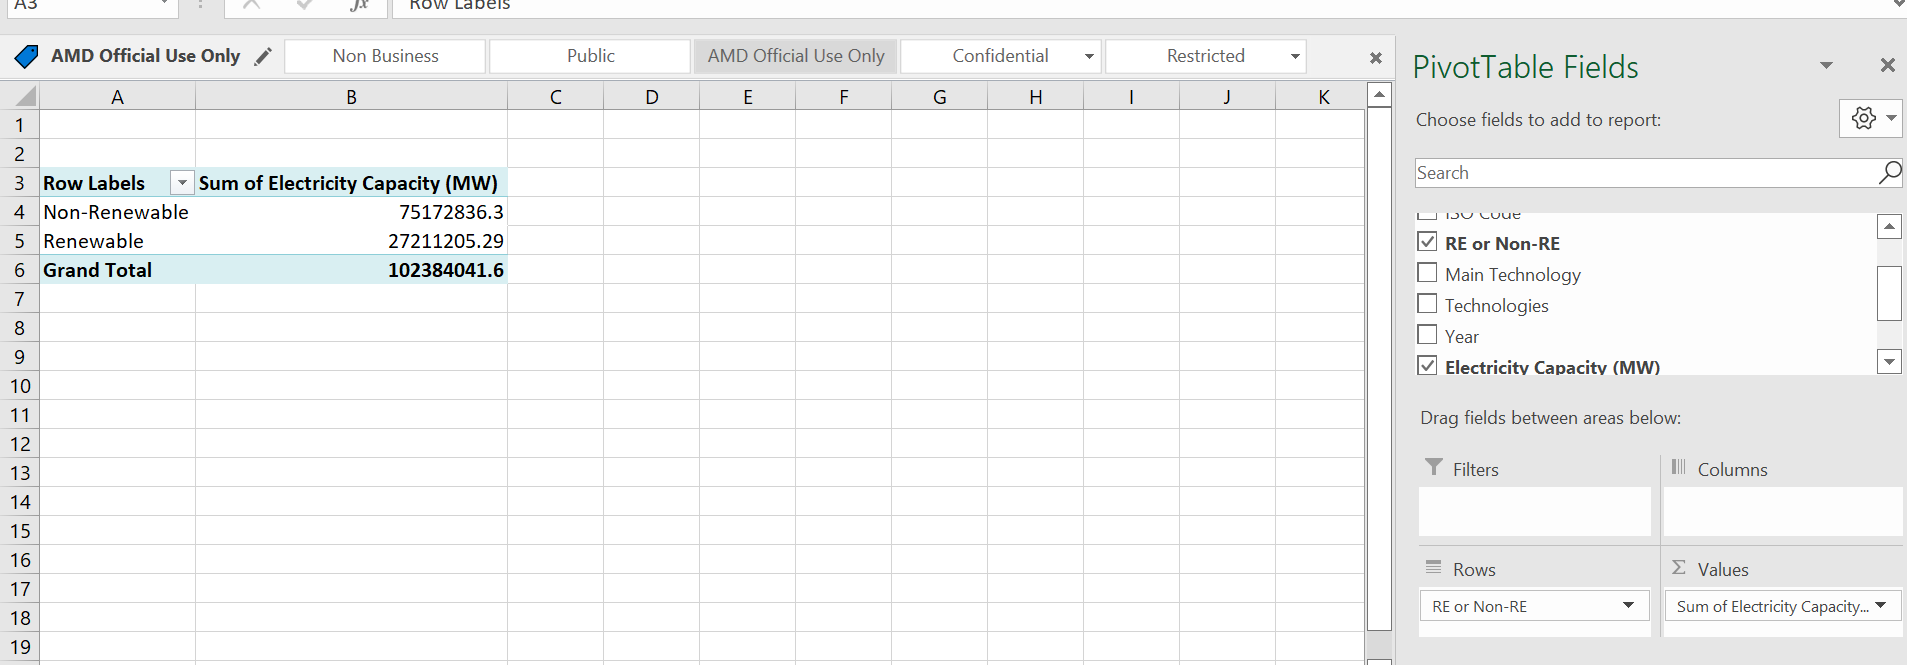 A3
fx
Row Labels
AMD Official Use Only
Non Business
Public
AMD Official Use Only
Confidential
Restricted
A B C D E F G H I J K
1
2
3 Row Labels Sum of Electricity Capacity (MW)
4 Non-Renewable 75172836.3
5 Renewable 27211205.29
6 Grand Total 102384041.6
7
8
9
10
11
12
13
14
15
16
17
18
19
PivotTable Fields
Choose fields to add to report:
Search
ISO Code
RE or Non-RE
Main Technology
Technologies
Year
Electricity Capacity (MW)
Drag fields between areas below:
Filters
Columns
Rows
Σ Values
RE or Non-RE
Sum of Electricity Capacity...